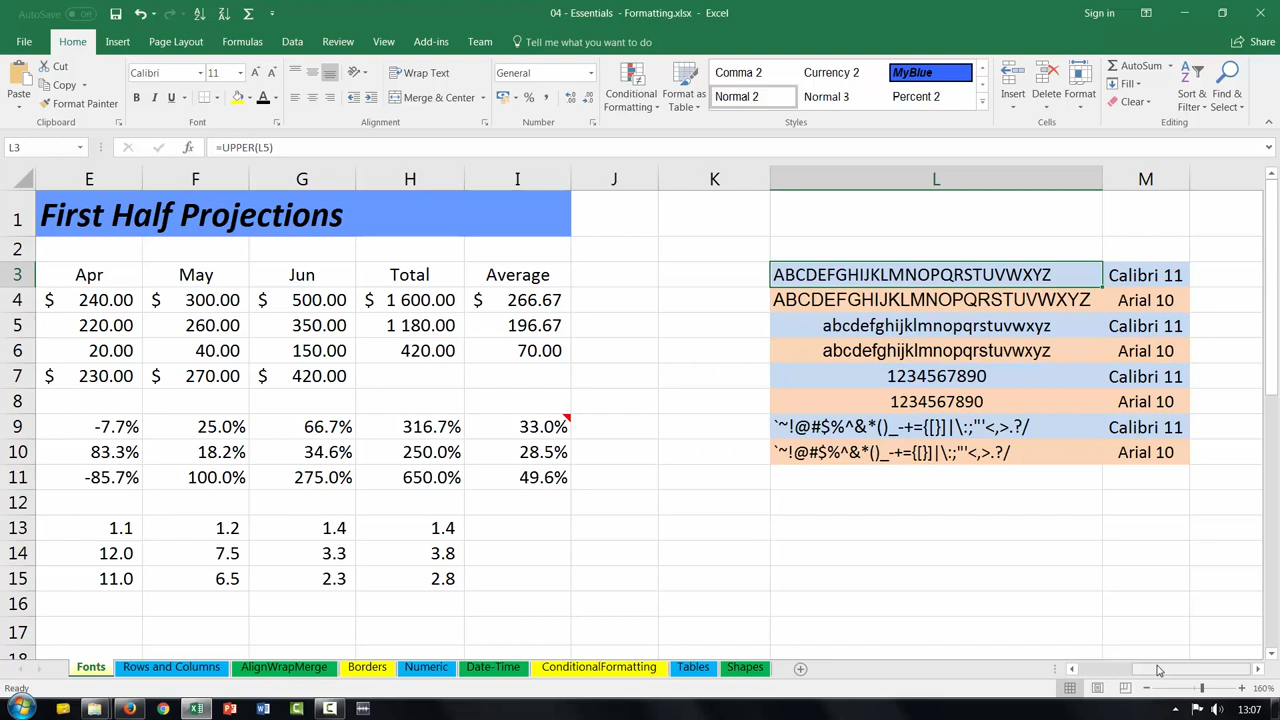 AutoSave Off
04 - Essentials - Formatting.xlsx - Excel
Sign in
File Home Insert Page Layout Formulas Data Review View Add-ins Team Tell me what you want to do Share
Paste
Cut
Copy
Format Painter
Clipboard
Calibri 11
B I U
Font
Wrap Text
Merge & Center
Alignment
General
Number
Conditional Formatting
Format as Table
Comma 2 Currency 2 MyBlue
Normal 2 Normal 3 Percent 2
Styles
Insert Delete Format
Cells
AutoSum
Fill
Clear
Sort & Filter
Find & Select
Editing
L3 fx =UPPER(L5)
E F G H I J K L M
1 First Half Projections
2
3 Apr May Jun Total Average ABCDEFGHIJKLMNOPQRSTUVWXYZ Calibri 11
4 $ 240.00 $ 300.00 $ 500.00 $ 1 600.00 $ 266.67 ABCDEFGHIJKLMNOPQRSTUVWXYZ Arial 10
5 220.00 260.00 350.00 1 180.00 196.67 abcdefghijklmnopqrstuvwxyz Calibri 11
6 20.00 40.00 150.00 420.00 70.00 abcdefghijklmnopqrstuvwxyz Arial 10
7 $ 230.00 $ 270.00 $ 420.00 1234567890 Calibri 11
8 1234567890 Arial 10
9 -7.7% 25.0% 66.7% 316.7% 33.0% `~!@#$%^&*()_-+={[}]|\:;"'<,>.?/ Calibri 11
10 83.3% 18.2% 34.6% 250.0% 28.5% `~!@#$%^&*()_-+={[}]|\:;"'<,>.?/ Arial 10
11 -85.7% 100.0% 275.0% 650.0% 49.6%
12
13 1.1 1.2 1.4 1.4
14 12.0 7.5 3.3 3.8
15 11.0 6.5 2.3 2.8
16
17
18
Fonts Rows and Columns AlignWrapMerge Borders Numeric Date-Time ConditionalFormatting Tables Shapes
Ready
160%
13:07